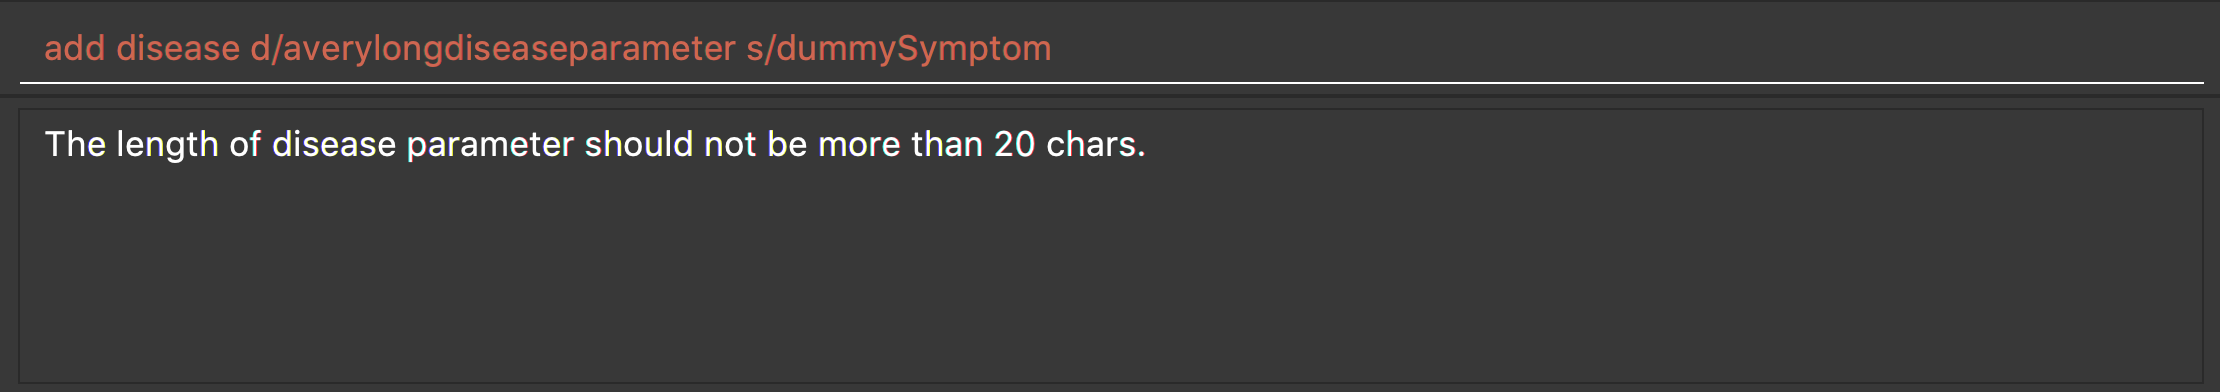 add disease d/averylongdiseaseparameter s/dummySymptom
The length of disease parameter should not be more than 20 chars.